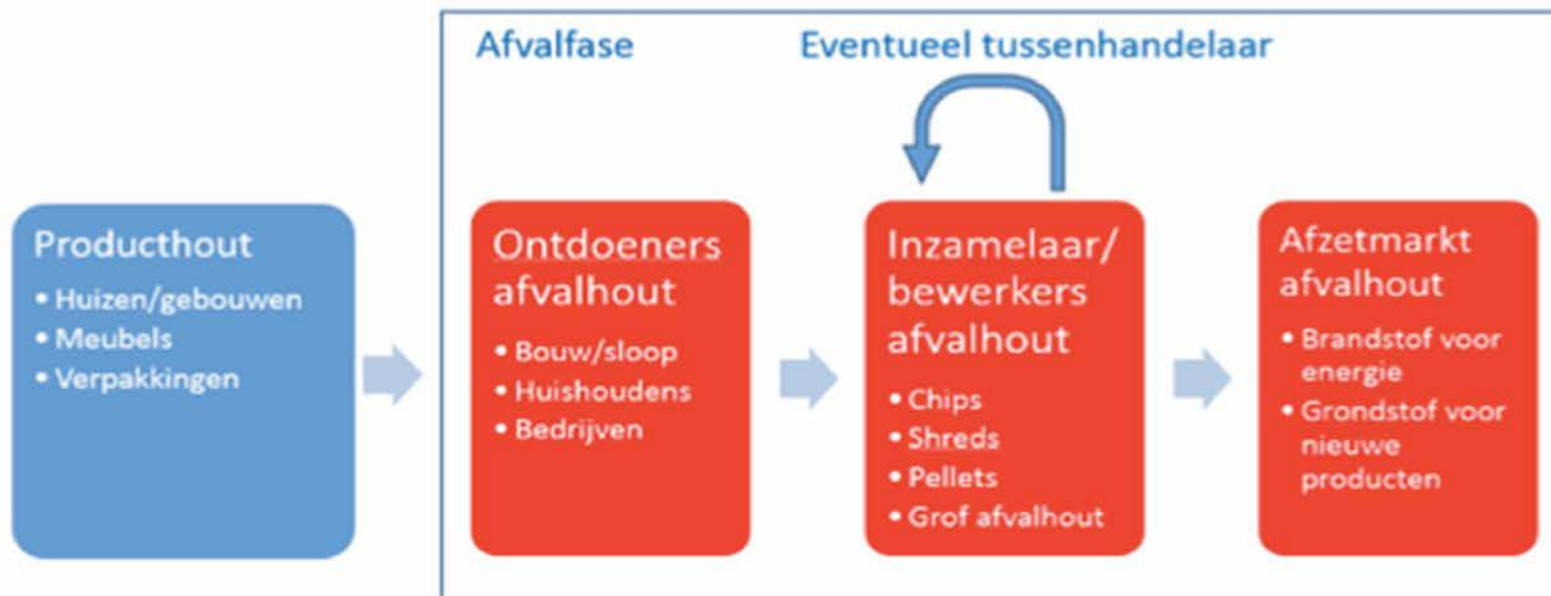 Afvalfase
Eventueel tussenhandelaar
Producthout
• Huizen/gebouwen
• Meubels
• Verpakkingen
Ontdoeners
afvalhout
• Bouw/sloop
• Huishoudens
• Bedrijven
Inzamelaar/
bewerkers
afvalhout
• Chips
• Shreds
• Pellets
• Grof afvalhout
Afzetmarkt
afvalhout
• Brandstof voor
energie
• Grondstof voor
nieuwe
producten